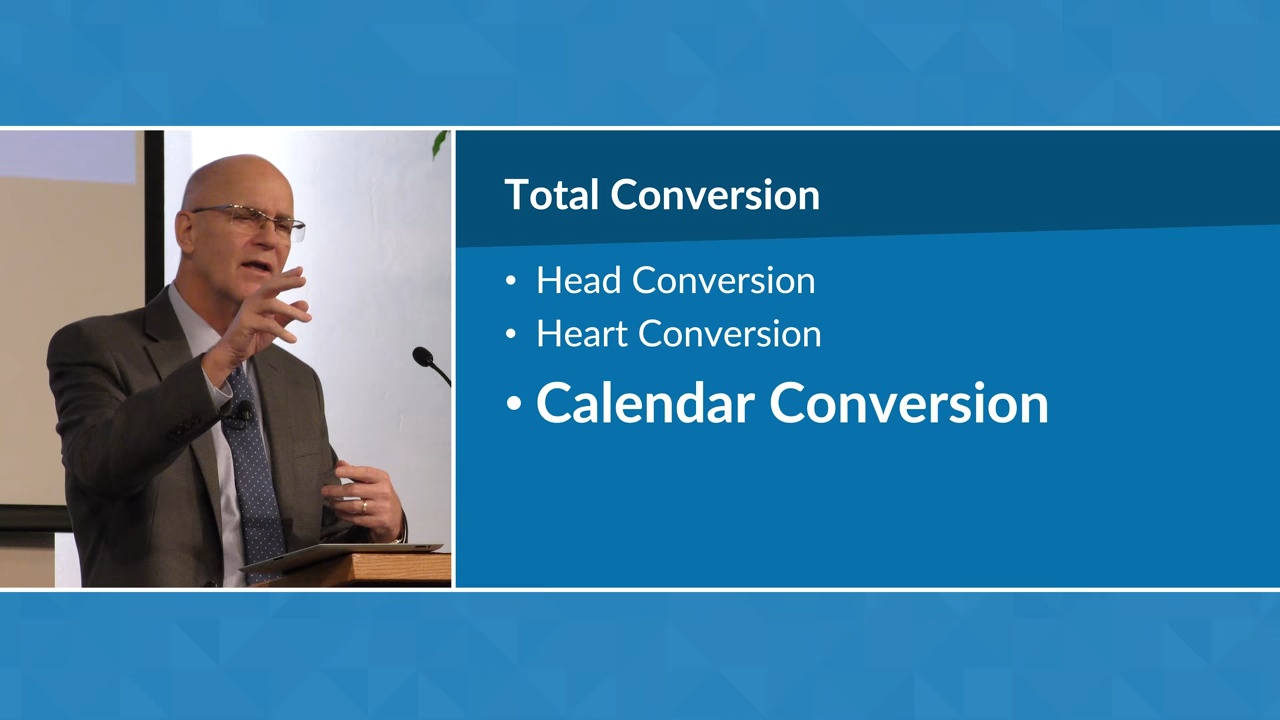 Total Conversion
• Head Conversion
• Heart Conversion
• Calendar Conversion